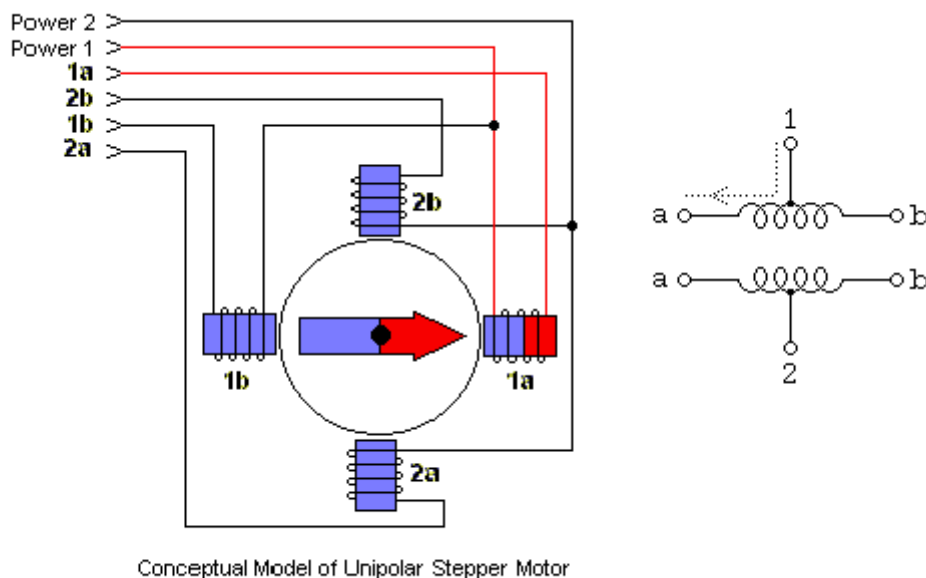 Power 2
Power 1
1a
2b
1b
2a
2b
1b
1a
2a
1
a
b
a
b
2
Conceptual Model of Unipolar Stepper Motor